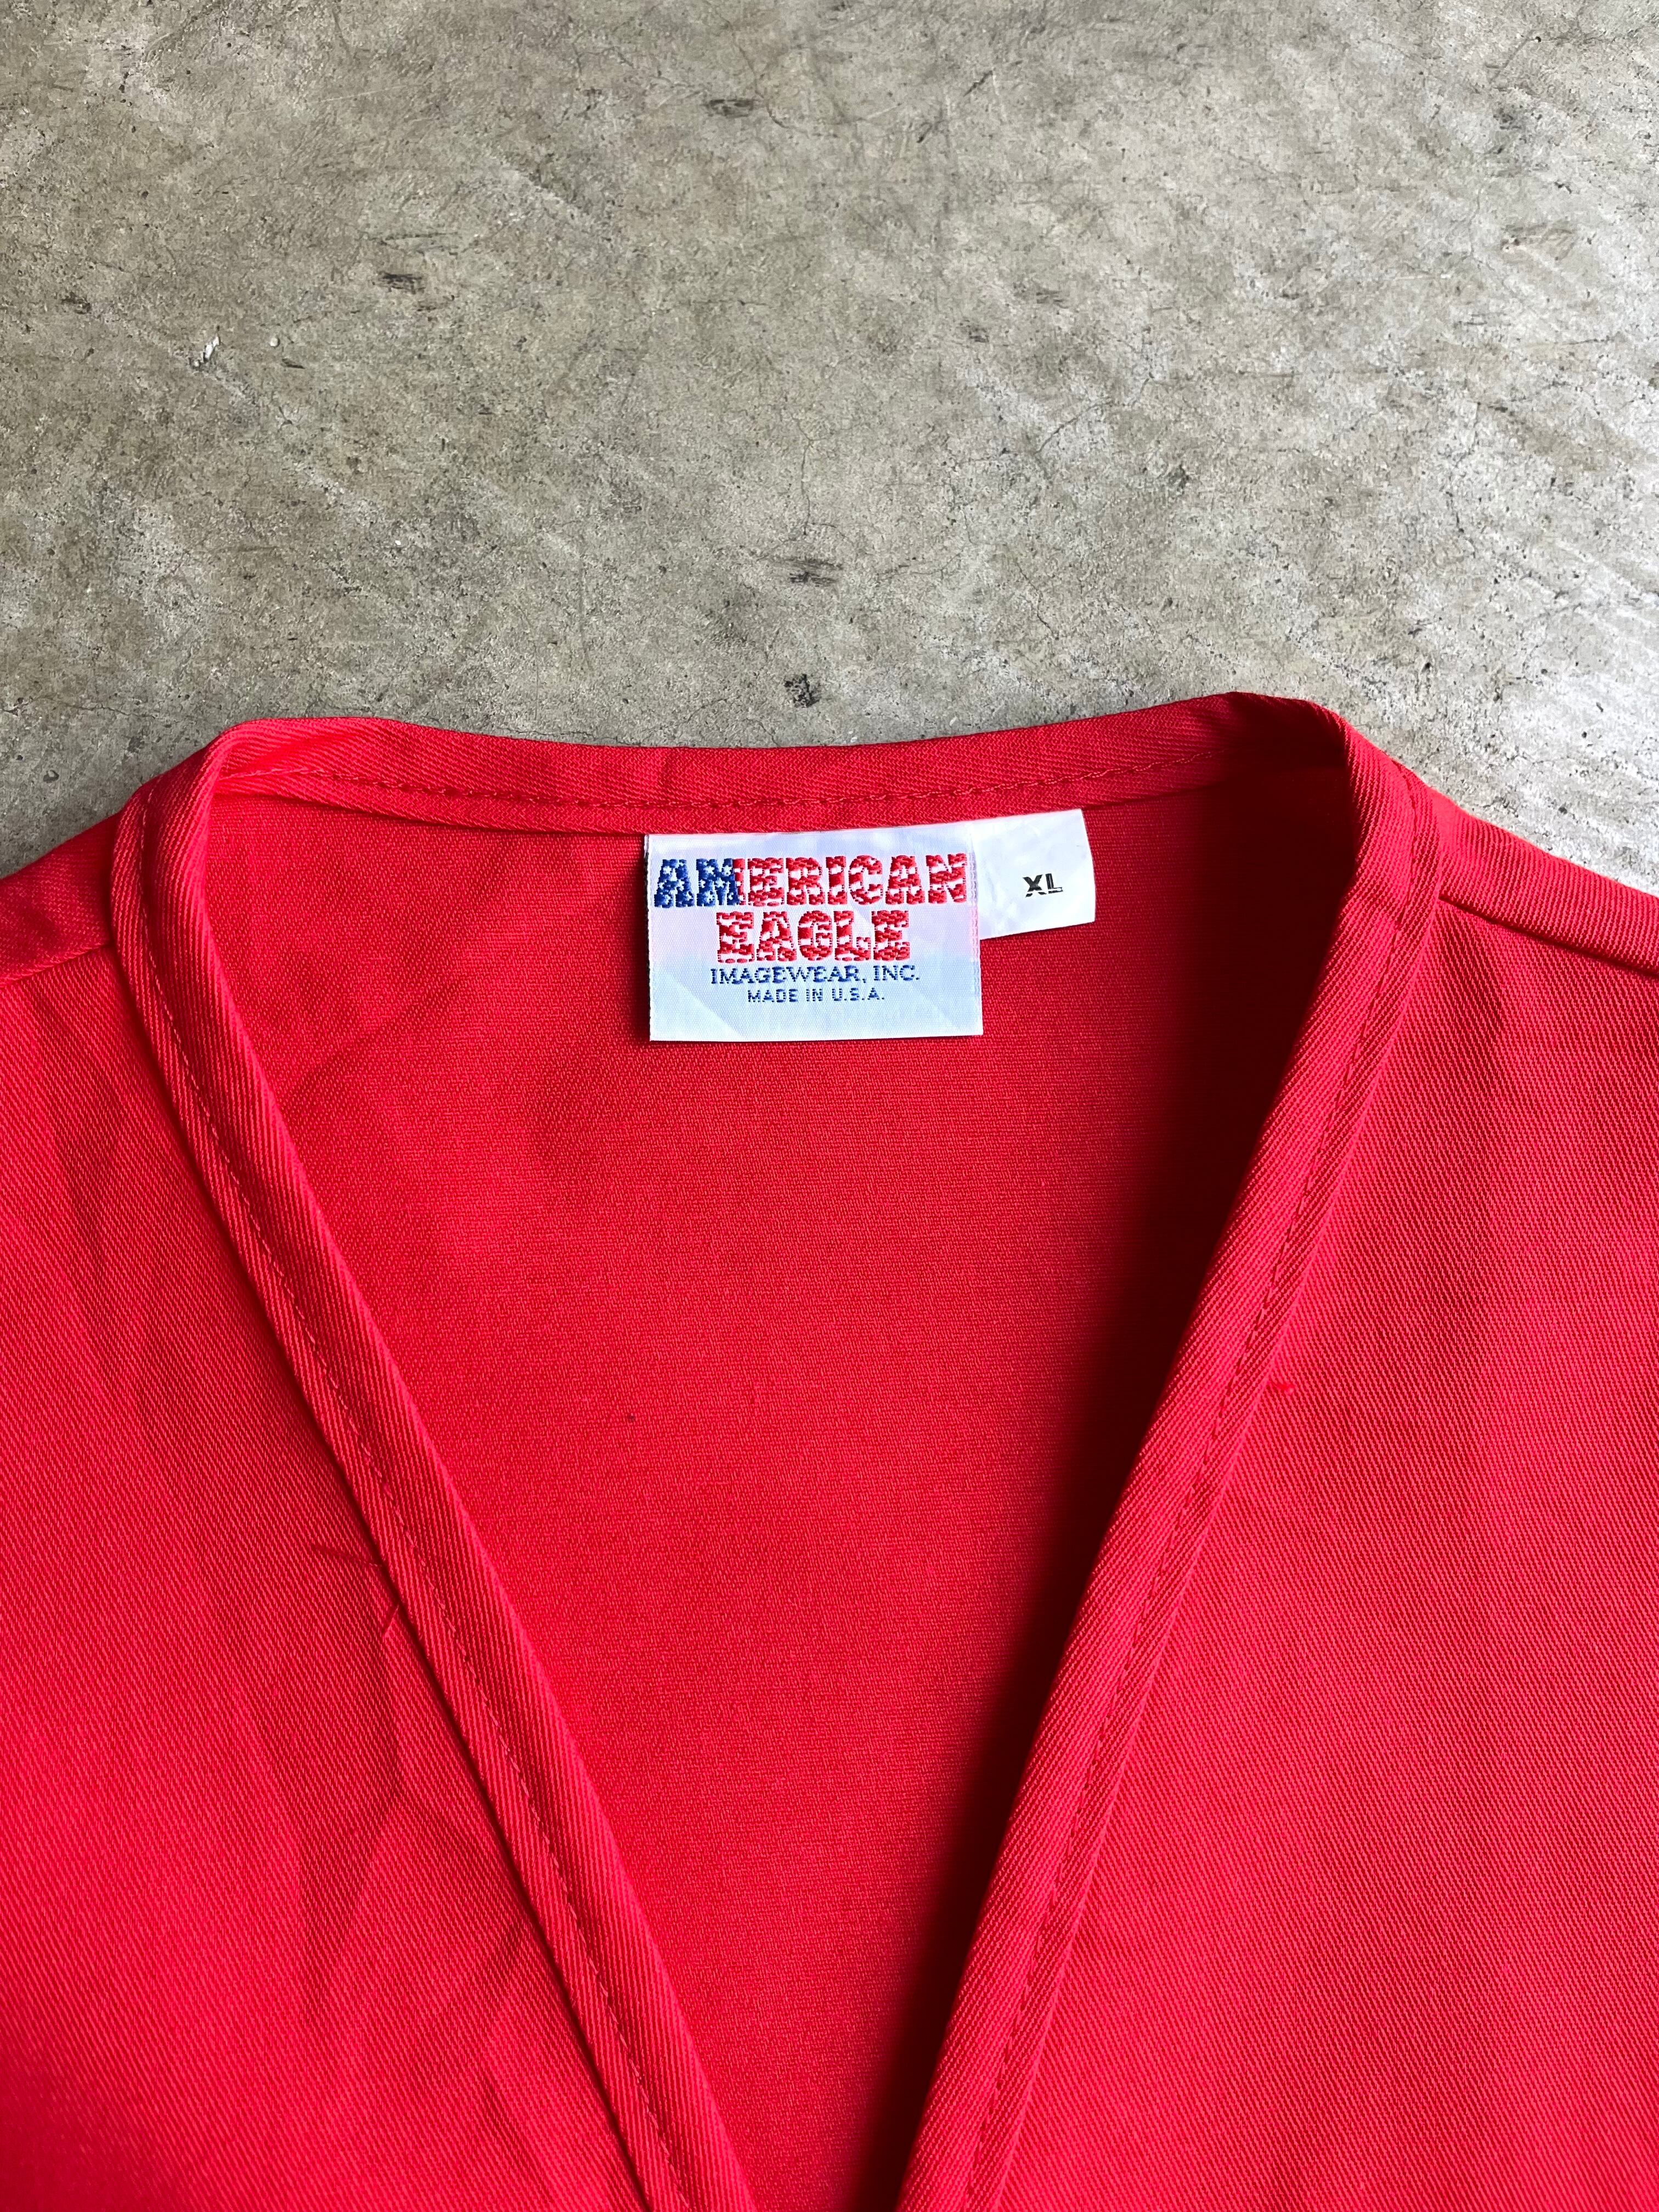 AMERICAN
EAGLE
IMAGEWEAR, INC.
MADE IN U.S.A.
XL